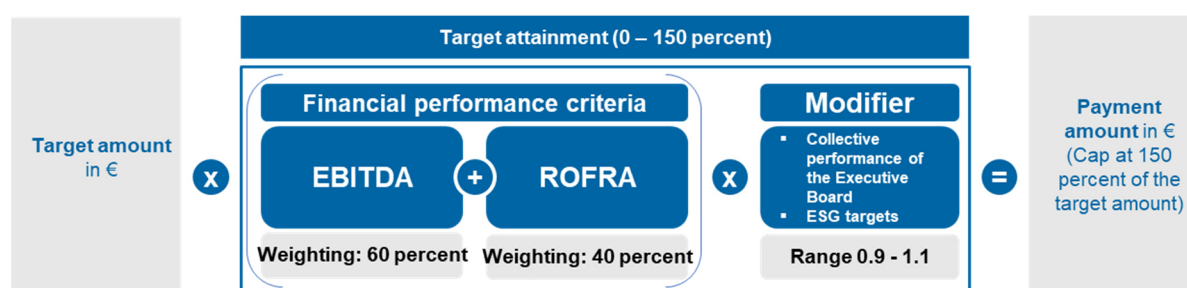 Target attainment (0 – 150 percent)
Target amount
in €
x
Financial performance criteria
EBITDA
+
ROFRA
Weighting: 60 percent
Weighting: 40 percent
x
Modifier
▪ Collective
performance of
the Executive
Board
▪ ESG targets
Range 0.9 - 1.1
=
Payment
amount in €
(Cap at 150
percent of the
target amount)